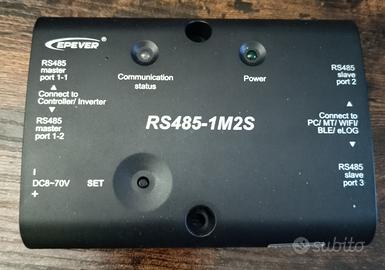 EPEVER
RS485
master
port 1-1
Connect to
Controller/ Inverter
RS485
master
port 1-2
Communication
status
Power
RS485
slave
port 2
Connect to
PC/ MT/ WIFI/
BLE/ eLOG
RS485
slave
port 3
RS485-1M2S
–
DC8~70V
+
SET
subito